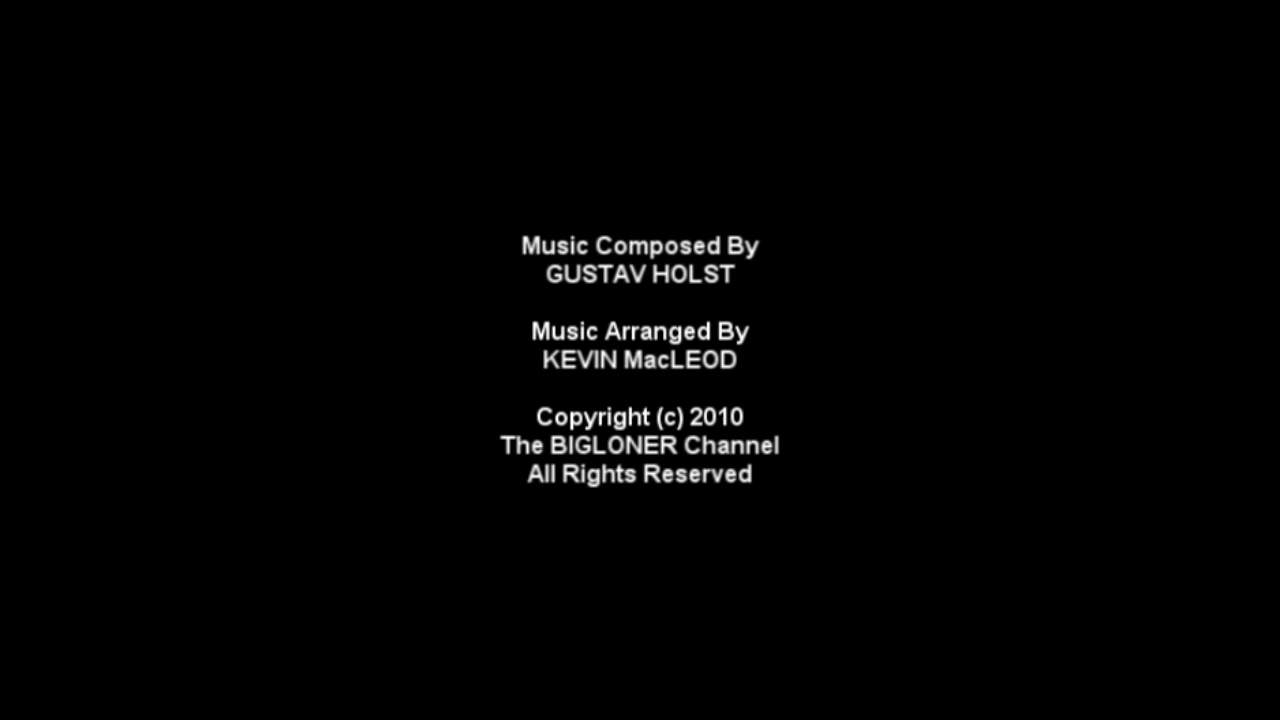 Music Composed By
GUSTAV HOLST
Music Arranged By
KEVIN MacLEOD
Copyright (c) 2010
The BIGLONER Channel
All Rights Reserved